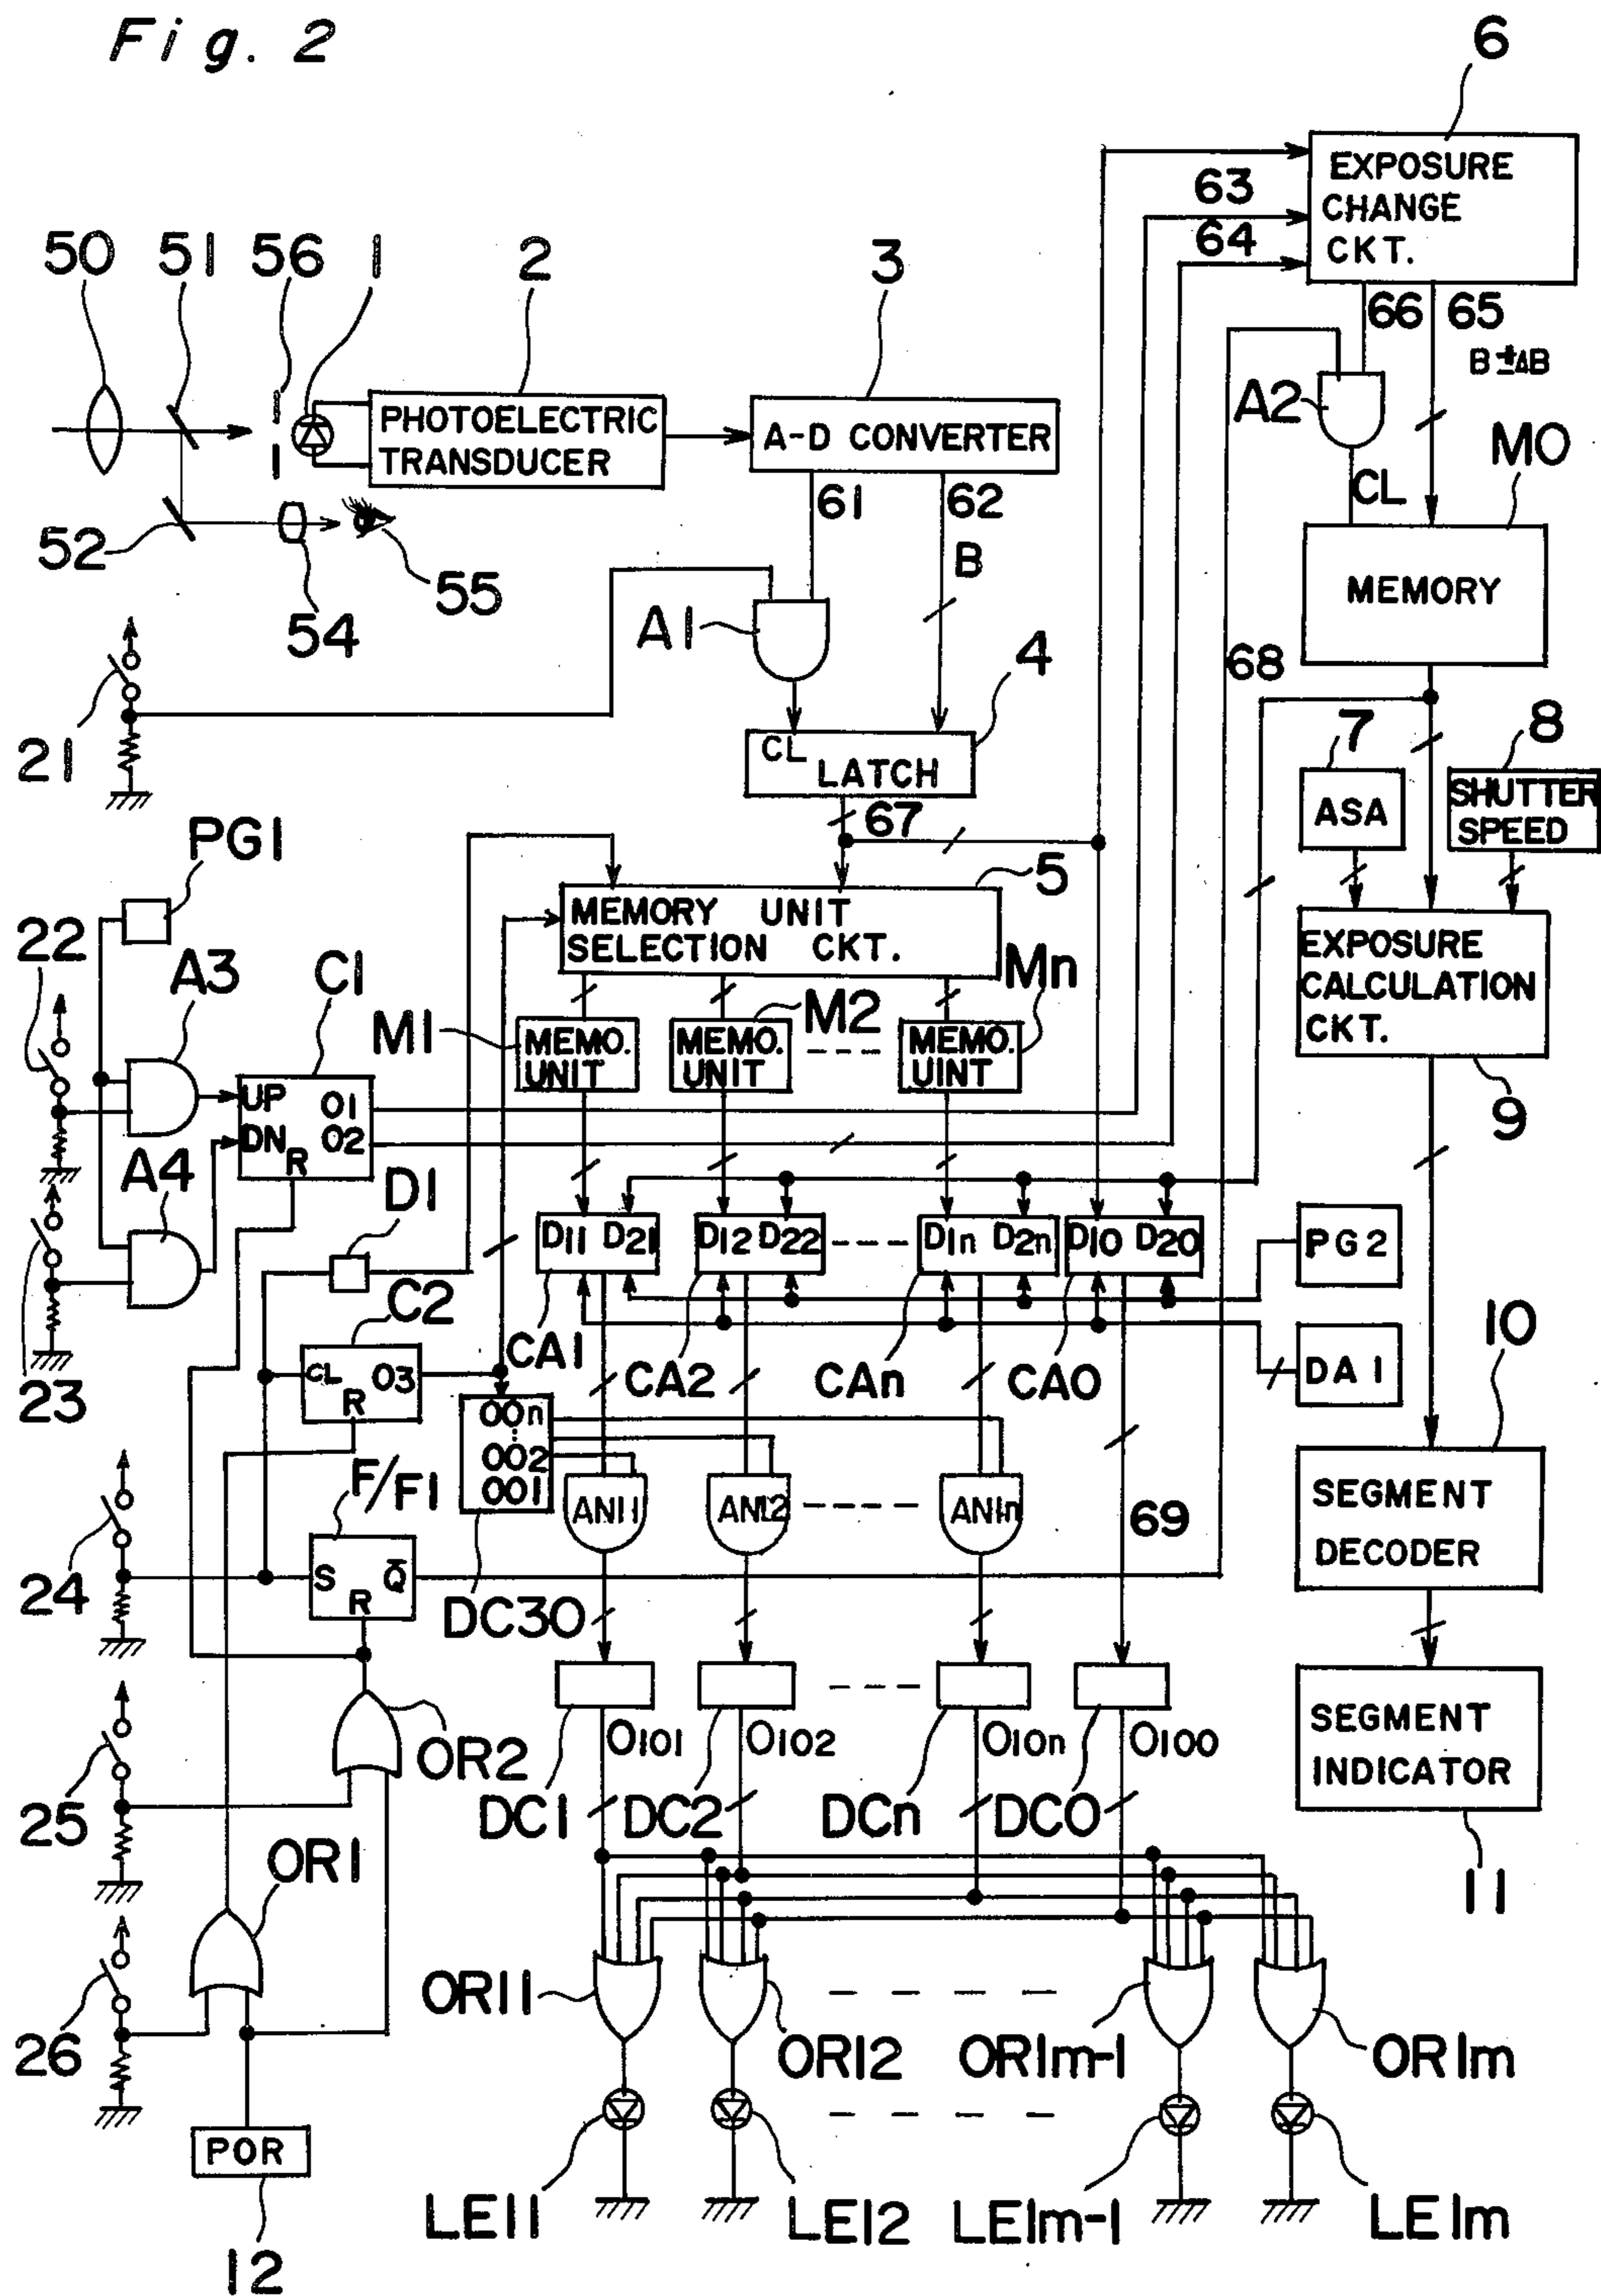 Fig. 2
6
EXPOSURE
CHANGE
CKT.
63
64
50
51
56
1
2
3
66
65
B±ΔB
PHOTOELECTRIC
TRANSDUCER
A-D CONVERTER
A2
M0
61
62
CL
52
54
55
B
MEMORY
A1
4
68
21
CL
LATCH
7
8
67
ASA
SHUTTER
SPEED
PG1
5
22
MEMORY UNIT
SELECTION CKT.
EXPOSURE
CALCULATION
CKT.
A3
C1
M1
M2
Mn
MEMO.
UNIT
MEMO.
UNIT
----
MEMO.
UINT
9
UP
O1
DN
O2
R
A4
D1
D11 D21
D12 D22
----
D1n D2n
D10 D20
PG2
23
C2
CA1
CA2
CAn
CA0
DA1
10
CL
O3
R
00n
002
001
AN11
AN12
----
AN1n
69
SEGMENT
DECODER
24
F/F1
S
Q̅
R
DC30
25
OR2
O101
O102
----
O10n
O100
SEGMENT
INDICATOR
DC1
DC2
DCn
DC0
11
OR1
26
OR11
OR12
OR1m-1
OR1m
POR
12
LE11
LE12
LE1m-1
LE1m